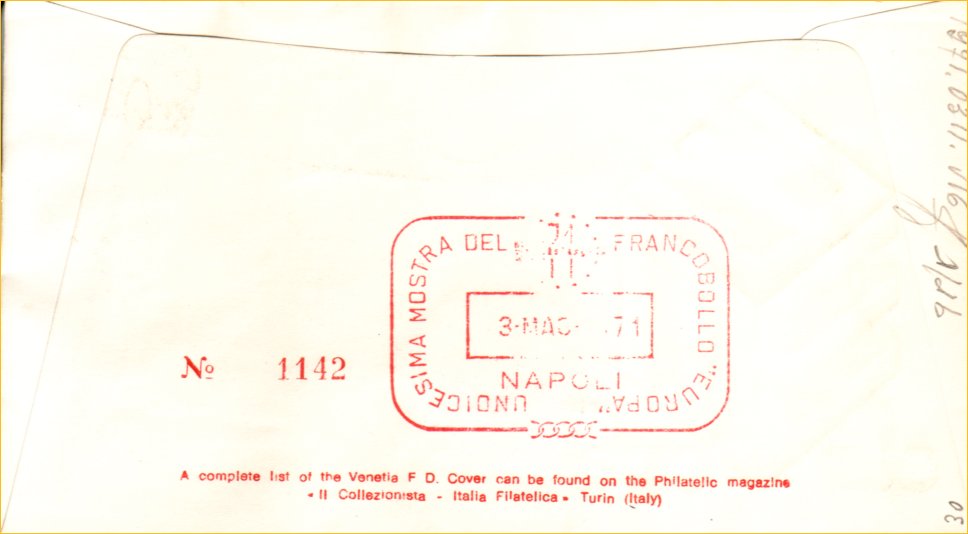 UNDICESIMA MOSTRA DEL FRANCOBOLLO "EUROPA"
3-MAG- 71
NAPOLI
No 1142
A complete list of the Venetia F D. Cover can be found on the Philatelic magazine
« Il Collezionista - Italia Filatelica » Turin (Italy)
30